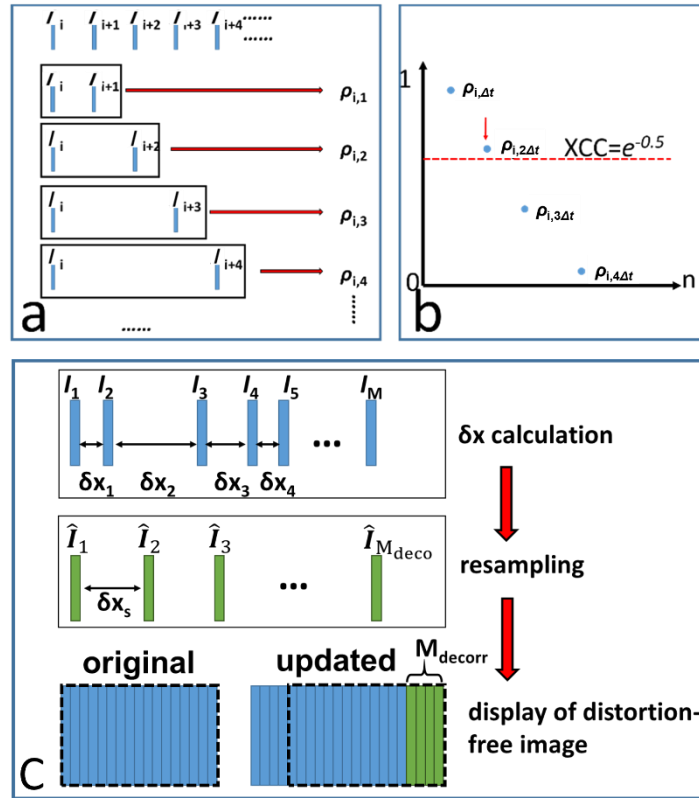 I i I i+1 I i+2 I i+3 I i+4 ......
......
I i I i+1 ρi,1
I i I i+2 ρi,2
I i I i+3 ρi,3
I i I i+4 ρi,4
......
......
a
1
ρi,Δt
ρi,2Δt XCC=e-0.5
ρi,3Δt
ρi,4Δt
0 n
b
I1 I2 I3 I4 I5 IM
...
δx1 δx2 δx3 δx4
δx calculation
Î1 Î2 Î3 ÎMdeco
...
δxs
resampling
original updated Mdecorr
display of distortion-
free image
C